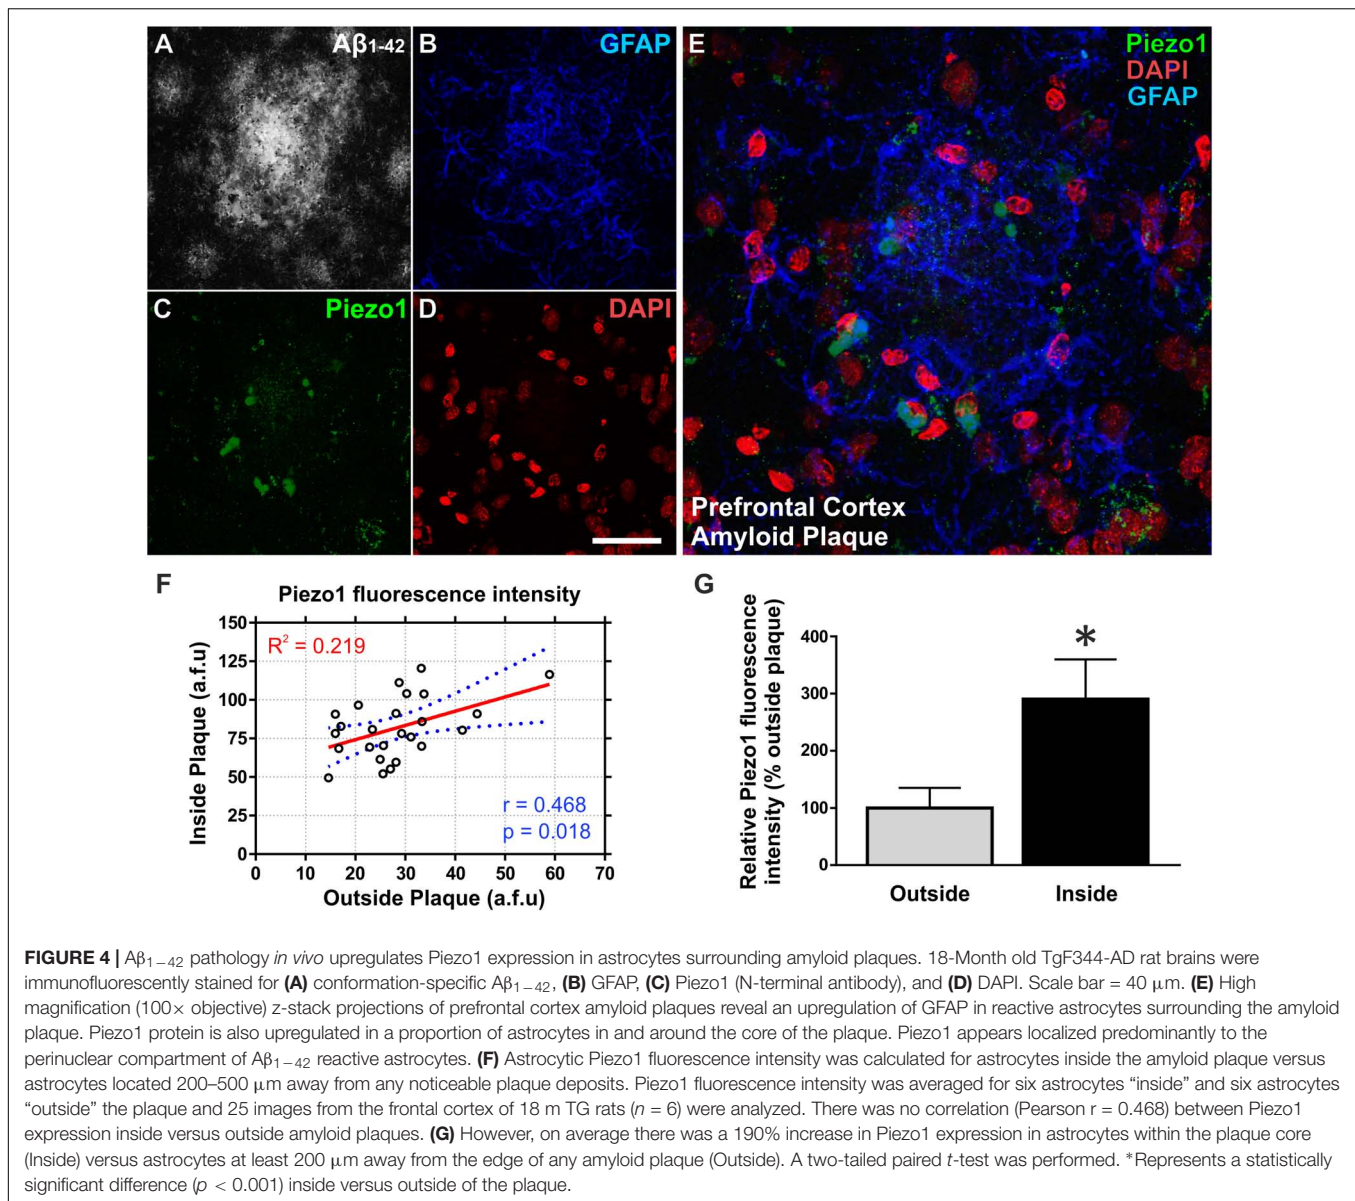 A Aβ1-42
B GFAP
C Piezo1
D DAPI
E Piezo1
DAPI
GFAP
Prefrontal Cortex
Amyloid Plaque
F
Piezo1 fluorescence intensity
150
125
100
75
50
25
0
Inside Plaque (a.f.u)
R² = 0.219
r = 0.468
p = 0.018
0 10 20 30 40 50 60 70
Outside Plaque (a.f.u)
G
Relative Piezo1 fluorescence
intensity (% outside plaque)
400
300
200
100
0
*
Outside Inside
FIGURE 4 | Aβ1−42 pathology in vivo upregulates Piezo1 expression in astrocytes surrounding amyloid plaques. 18-Month old TgF344-AD rat brains were
immunofluorescently stained for (A) conformation-specific Aβ1−42, (B) GFAP, (C) Piezo1 (N-terminal antibody), and (D) DAPI. Scale bar = 40 μm. (E) High
magnification (100× objective) z-stack projections of prefrontal cortex amyloid plaques reveal an upregulation of GFAP in reactive astrocytes surrounding the amyloid
plaque. Piezo1 protein is also upregulated in a proportion of astrocytes in and around the core of the plaque. Piezo1 appears localized predominantly to the
perinuclear compartment of Aβ1−42 reactive astrocytes. (F) Astrocytic Piezo1 fluorescence intensity was calculated for astrocytes inside the amyloid plaque versus
astrocytes located 200–500 μm away from any noticeable plaque deposits. Piezo1 fluorescence intensity was averaged for six astrocytes “inside” and six astrocytes
“outside” the plaque and 25 images from the frontal cortex of 18 m TG rats (n = 6) were analyzed. There was no correlation (Pearson r = 0.468) between Piezo1
expression inside versus outside amyloid plaques. (G) However, on average there was a 190% increase in Piezo1 expression in astrocytes within the plaque core
(Inside) versus astrocytes at least 200 μm away from the edge of any amyloid plaque (Outside). A two-tailed paired t-test was performed. *Represents a statistically
significant difference (p < 0.001) inside versus outside of the plaque.